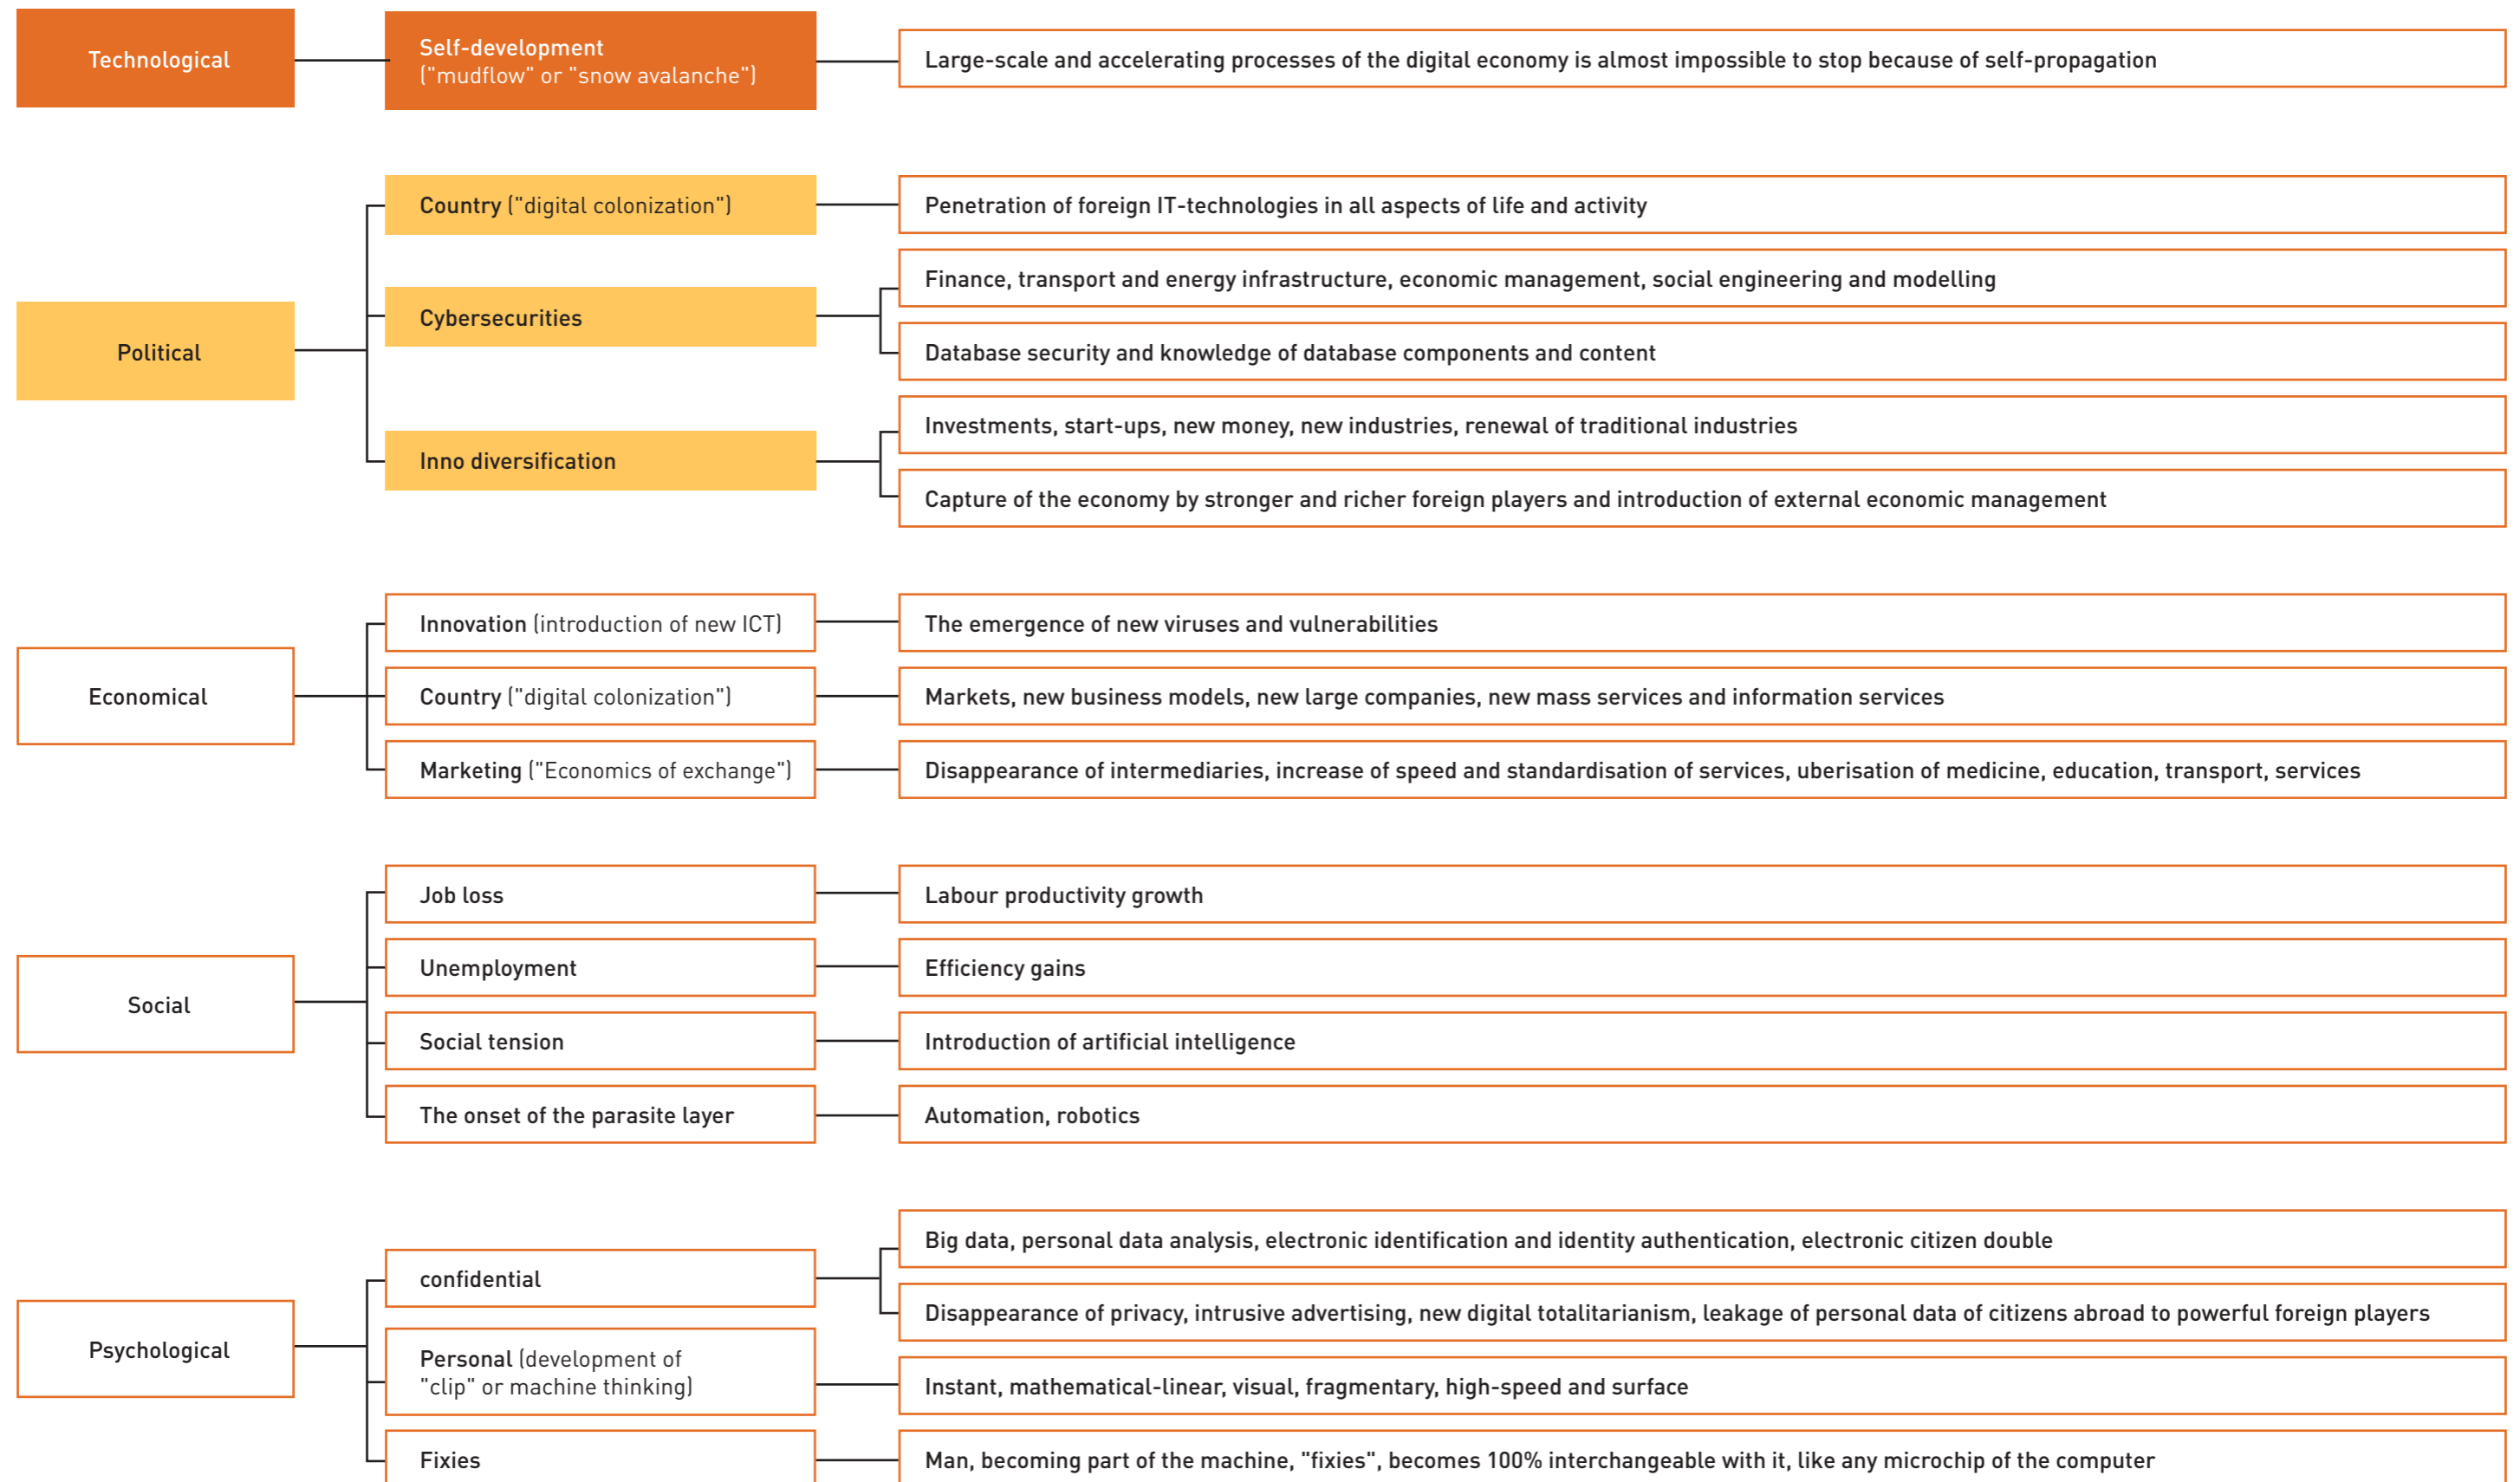 Technological
Self-development
("mudflow" or "snow avalanche")
Large-scale and accelerating processes of the digital economy is almost impossible to stop because of self-propagation
Political
Country ("digital colonization")
Penetration of foreign IT-technologies in all aspects of life and activity
Cybersecurities
Finance, transport and energy infrastructure, economic management, social engineering and modelling
Database security and knowledge of database components and content
Inno diversification
Investments, start-ups, new money, new industries, renewal of traditional industries
Capture of the economy by stronger and richer foreign players and introduction of external economic management
Economical
Innovation (introduction of new ICT)
The emergence of new viruses and vulnerabilities
Country ("digital colonization")
Markets, new business models, new large companies, new mass services and information services
Marketing ("Economics of exchange")
Disappearance of intermediaries, increase of speed and standardisation of services, uberisation of medicine, education, transport, services
Social
Job loss
Labour productivity growth
Unemployment
Efficiency gains
Social tension
Introduction of artificial intelligence
The onset of the parasite layer
Automation, robotics
Psychological
confidential
Big data, personal data analysis, electronic identification and identity authentication, electronic citizen double
Disappearance of privacy, intrusive advertising, new digital totalitarianism, leakage of personal data of citizens abroad to powerful foreign players
Personal (development of
"clip" or machine thinking)
Instant, mathematical-linear, visual, fragmentary, high-speed and surface
Fixies
Man, becoming part of the machine, "fixies", becomes 100% interchangeable with it, like any microchip of the computer